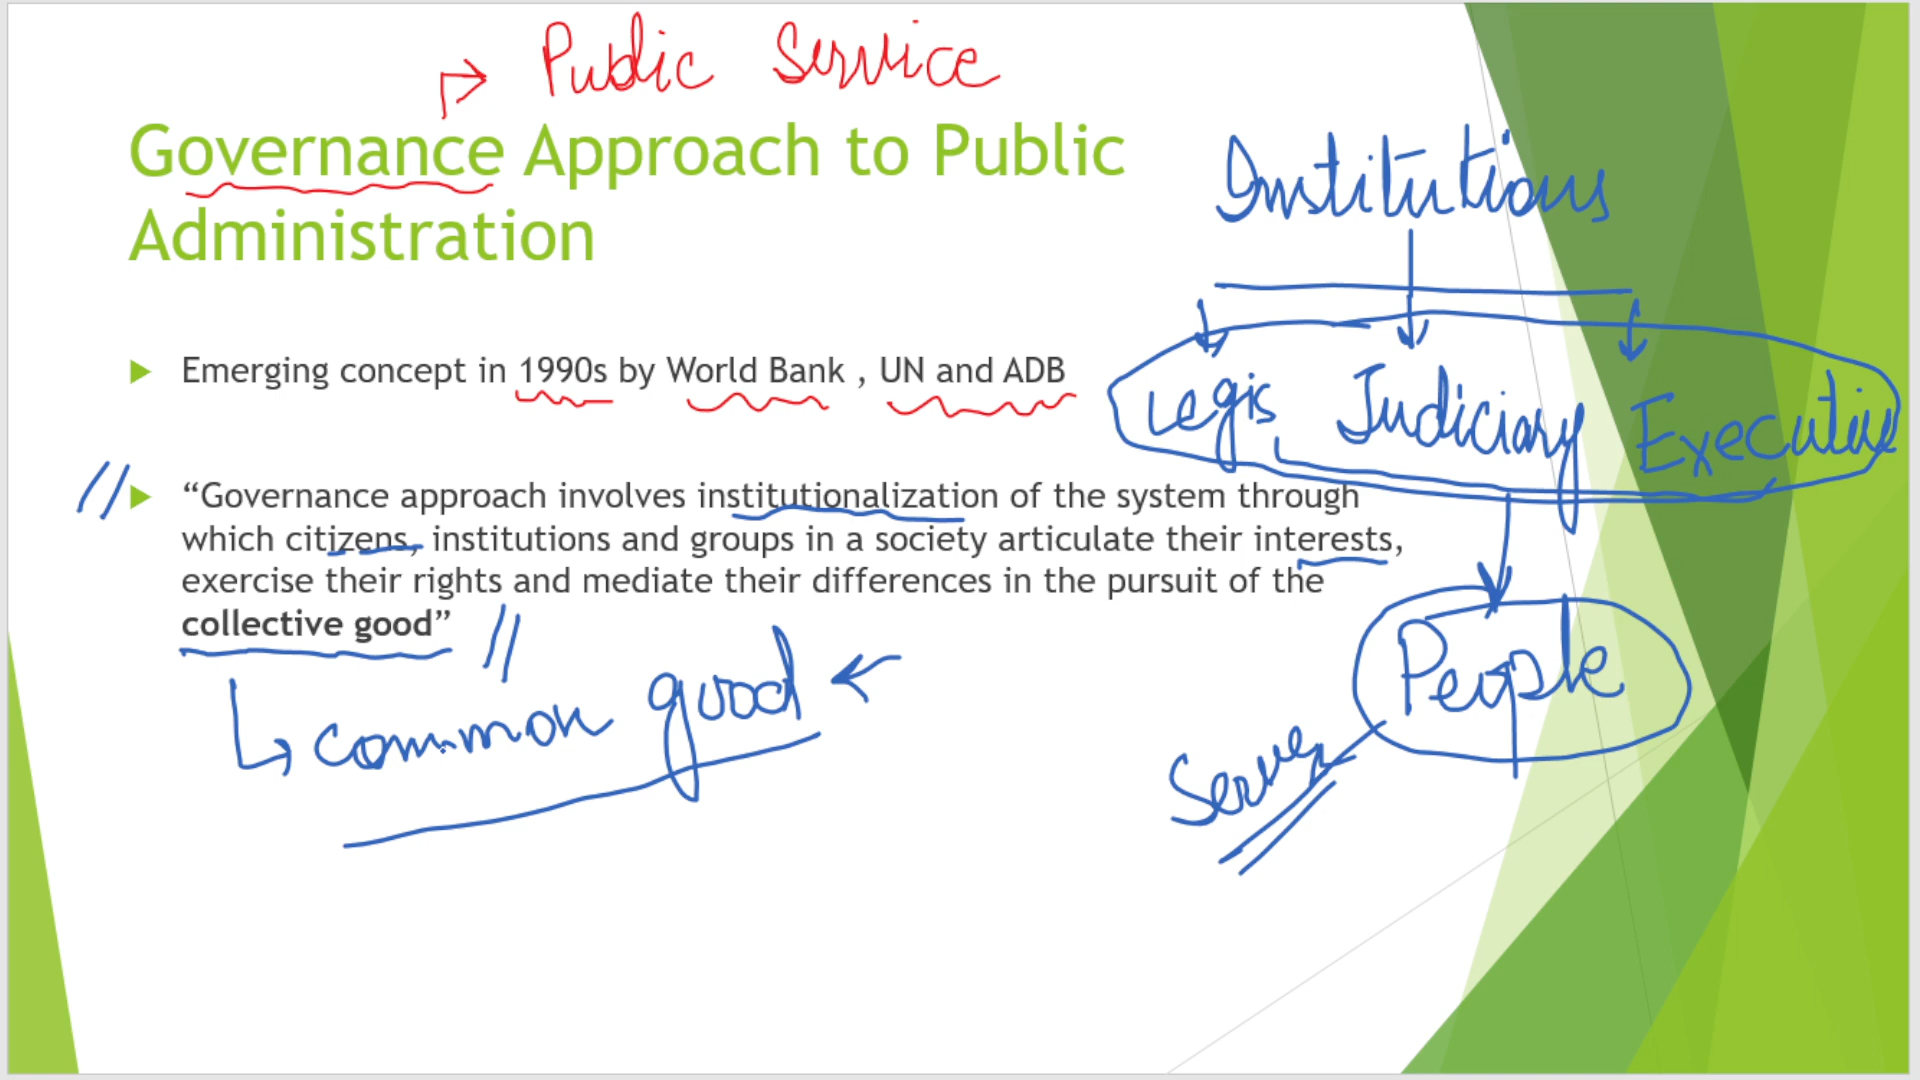 Public Service
Governance Approach to Public
Administration
Institutions
Emerging concept in 1990s by World Bank , UN and ADB
Legis Judiciary Executive
“Governance approach involves institutionalization of the system through
which citizens, institutions and groups in a society articulate their interests,
exercise their rights and mediate their differences in the pursuit of the
collective good”
People
common good